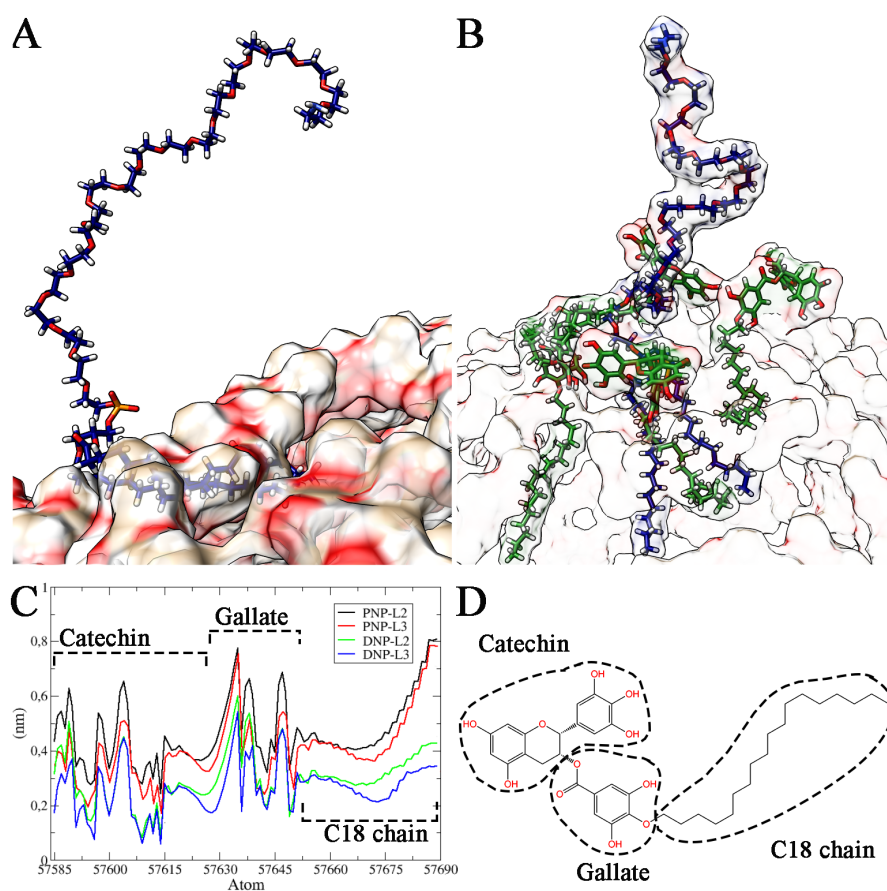 A
B
C
Catechin
Gallate
PNP-L2
PNP-L3
DNP-L2
DNP-L3
1
0,8
0,6
0,4
0,2
0
(nm)
C18 chain
57585
57600
57615
57630
57645
57660
57675
57690
Atom
D
Catechin
OH
OH
OH
HO
O
OH
O
O
OH
O
OH
Gallate
C18 chain